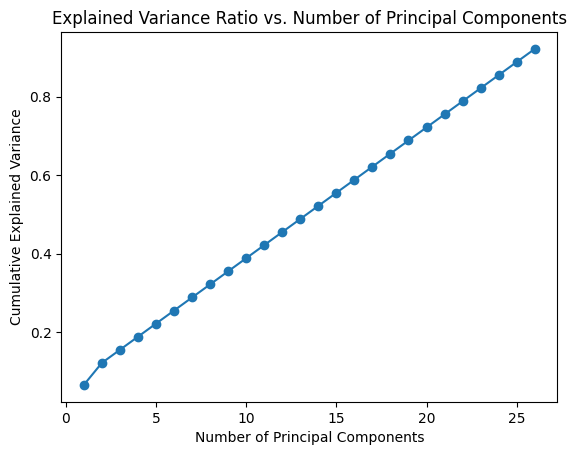 Explained Variance Ratio vs. Number of Principal Components
Cumulative Explained Variance
0.8
0.6
0.4
0.2
0 5 10 15 20 25
Number of Principal Components